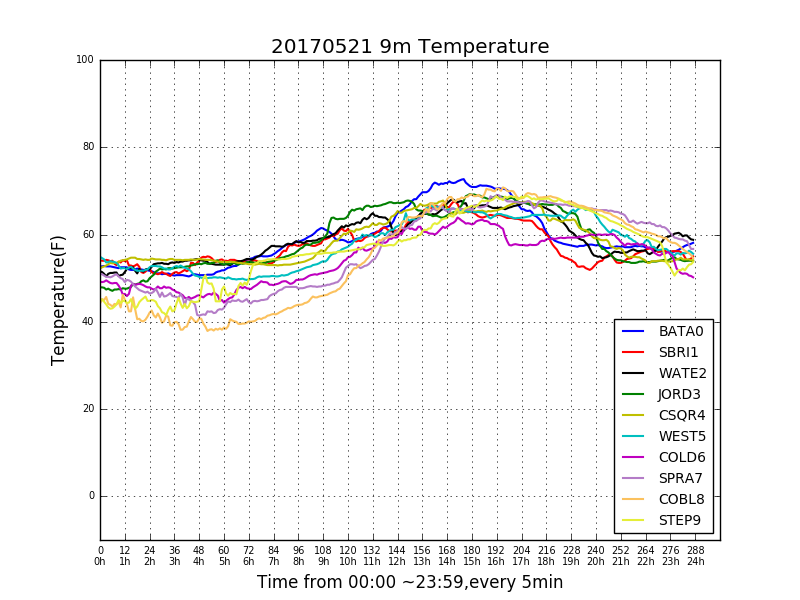 20170521 9m Temperature
100
80
60
40
20
0
Temperature(F)
BATA0
SBRI1
WATE2
JORD3
CSQR4
WEST5
COLD6
SPRA7
COBL8
STEP9
0 12 24 36 48 60 72 84 96 108 120 132 144 156 168 180 192 204 216 228 240 252 264 276 288
0h 1h 2h 3h 4h 5h 6h 7h 8h 9h 10h 11h 12h 13h 14h 15h 16h 17h 18h 19h 20h 21h 22h 23h 24h
Time from 00:00 ~23:59,every 5min